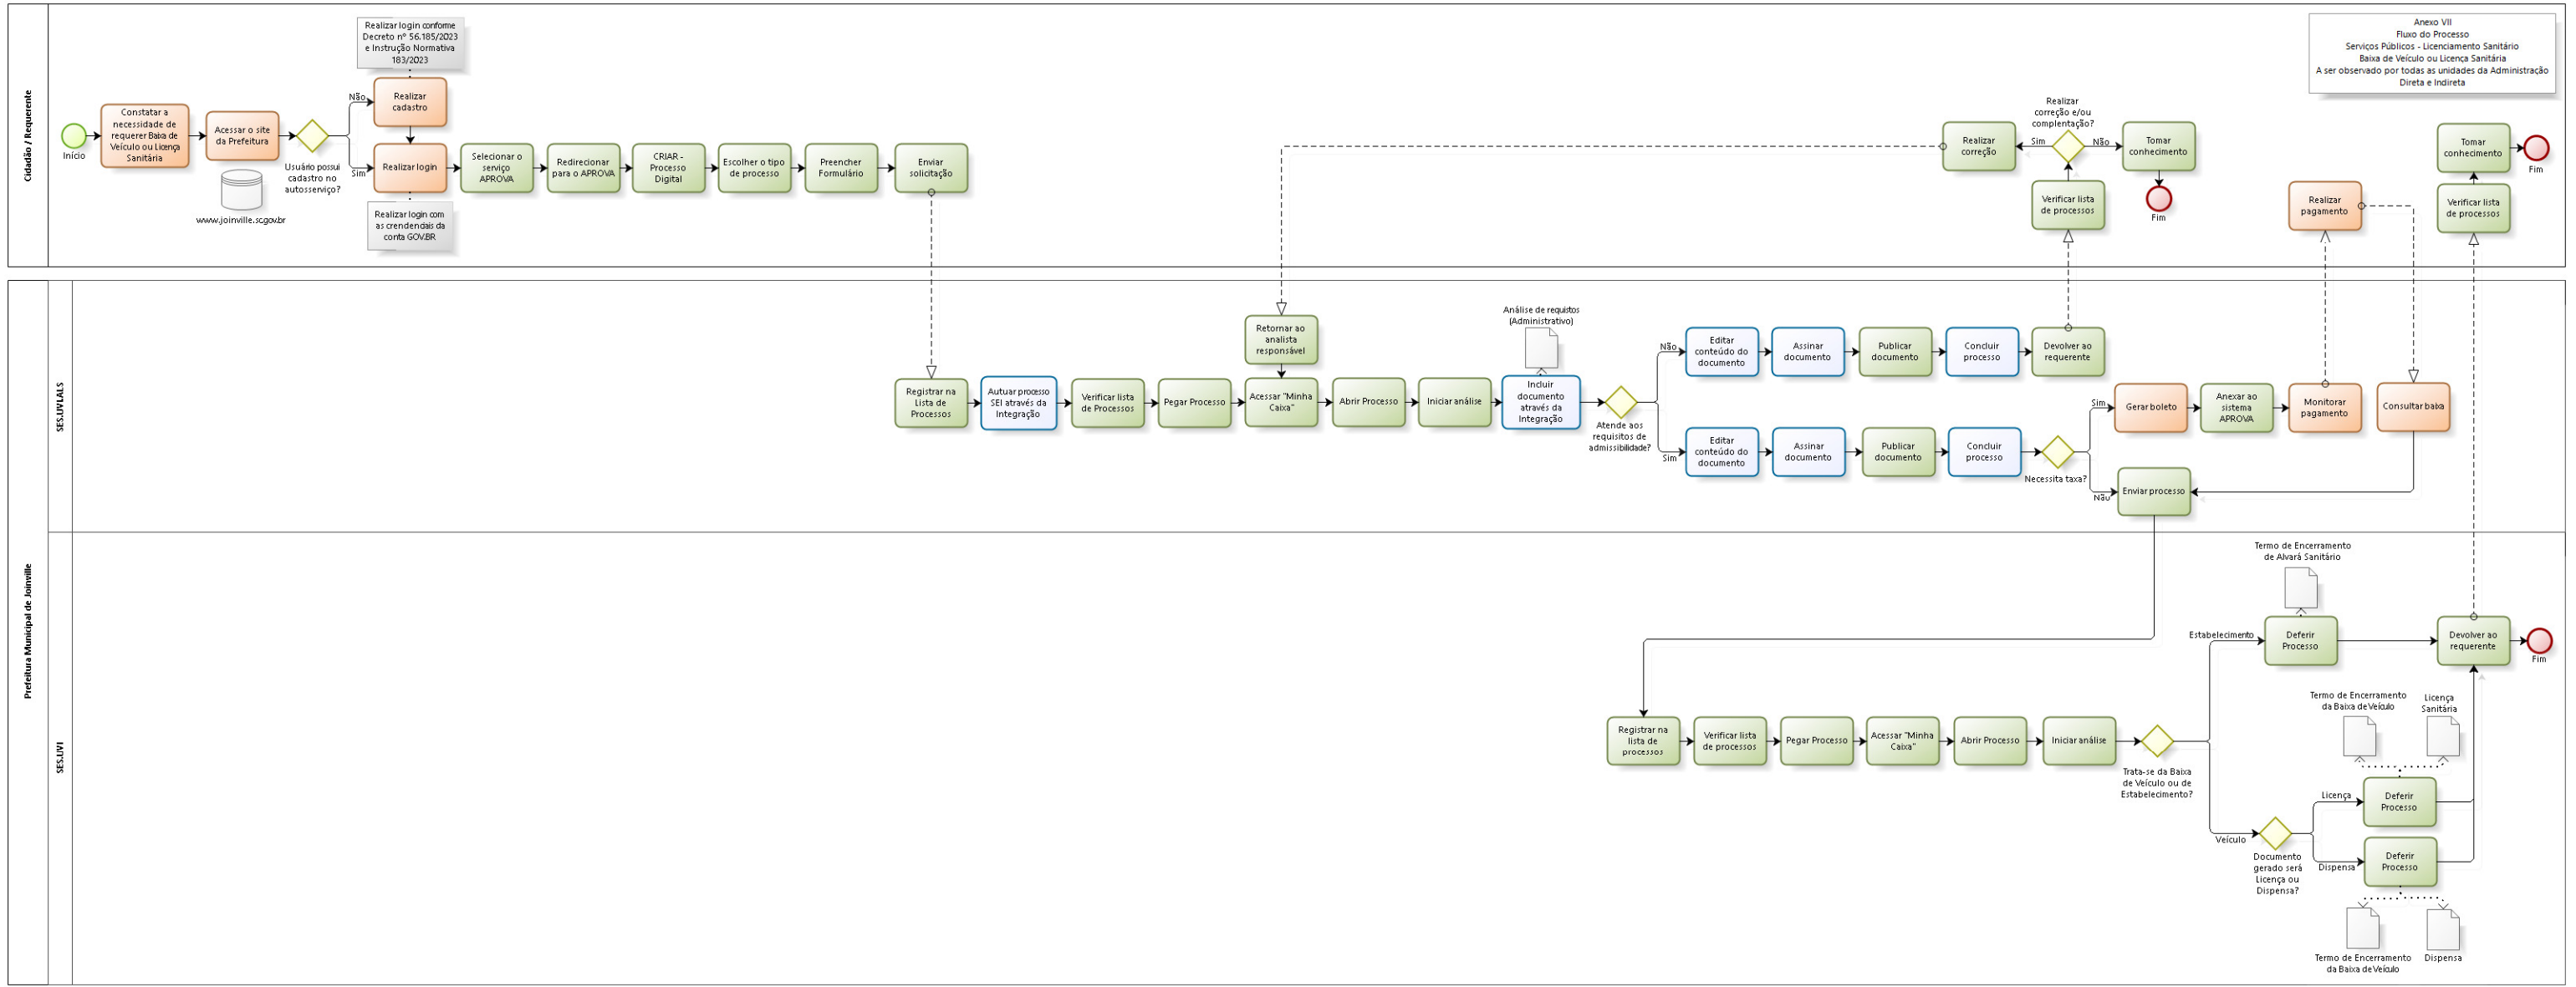 Anexo VII
Fluxo do Processo
Serviços Públicos - Licenciamento Sanitário
Baixa de Veículo ou Licença Sanitária
A ser observado por todas as unidades da Administração
Direta e Indireta
Cidadão / Requerente
Início
Constatar a
necessidade de
requerer Baixa de
Veículo ou Licença
Sanitária
Acessar o site
da Prefeitura
www.joinville.sc.gov.br
Usuário possui
cadastro no
autosserviço?
Não
Sim
Realizar login conforme
Decreto nº 56.185/2023
e Instrução Normativa
183/2023
Realizar
cadastro
Realizar login
Realizar login com
as crendenciais da
conta GOV.BR
Selecionar o
serviço
APROVA
Redirecionar
para o APROVA
CRIAR -
Processo
Digital
Escolher o tipo
de processo
Preencher
Formulário
Enviar
solicitação
Realizar
correção
Realizar
correção e/ou
complentação?
Sim
Não
Tomar
conhecimento
Fim
Verificar lista
de processos
Realizar
pagamento
Tomar
conhecimento
Fim
Verificar lista
de processos
Prefeitura Municipal de Joinville
SES.UVI.ALS
Registrar na
Lista de
Processos
Autuar processo
SEI através da
Integração
Verificar lista
de Processos
Pegar Processo
Retornar ao
analista
responsável
Acessar "Minha
Caixa"
Abrir Processo
Iniciar análise
Análise de requistos
(Administrativo)
Incluir
documento
através da
Integração
Atende aos
requisitos de
admissibilidade?
Não
Editar
conteúdo do
documento
Assinar
documento
Publicar
documento
Concluir
processo
Devolver ao
requerente
Sim
Editar
conteúdo do
documento
Assinar
documento
Publicar
documento
Concluir
processo
Necessita taxa?
Sim
Gerar boleto
Anexar ao
sistema
APROVA
Monitorar
pagamento
Consultar baixa
Não
Enviar processo
SES.UVI
Registrar na
lista de
processos
Verificar lista
de processos
Pegar Processo
Acessar "Minha
Caixa"
Abrir Processo
Iniciar análise
Trata-se da Baixa
de Veículo ou de
Estabelecimento?
Estabelecimento
Termo de Encerramento
de Alvará Sanitário
Deferir
Processo
Devolver ao
requerente
Fim
Veículo
Documento
gerado será
Licença ou
Dispensa?
Licença
Termo de Encerramento
da Baixa de Veículo
Licença
Sanitária
Deferir
Processo
Dispensa
Deferir
Processo
Termo de Encerramento
da Baixa de Veículo
Dispensa